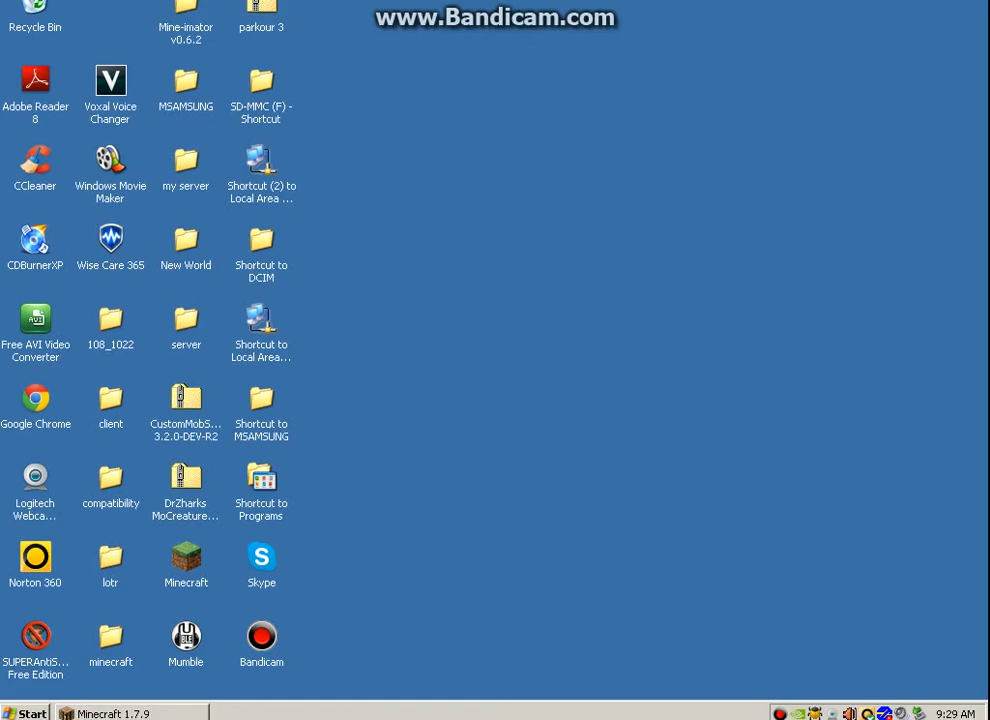 www.Bandicam.com
Recycle Bin
Mine-imator
v0.6.2
parkour 3
Adobe Reader
8
Voxal Voice
Changer
MSAMSUNG
SD-MMC (F) -
Shortcut
CCleaner
Windows Movie
Maker
my server
Shortcut (2) to
Local Area ...
CDBurnerXP
Wise Care 365
New World
Shortcut to
DCIM
AVI
Free AVI Video
Converter
108_1022
server
Shortcut to
Local Area...
Google Chrome
client
CustomMobS...
3.2.0-DEV-R2
Shortcut to
MSAMSUNG
Logitech
Webca...
compatibility
DrZharks
MoCreature...
Shortcut to
Programs
Norton 360
lotr
Minecraft
Skype
SUPERAntiS...
Free Edition
minecraft
Mumble
Bandicam
Start
Minecraft 1.7.9
9:29 AM